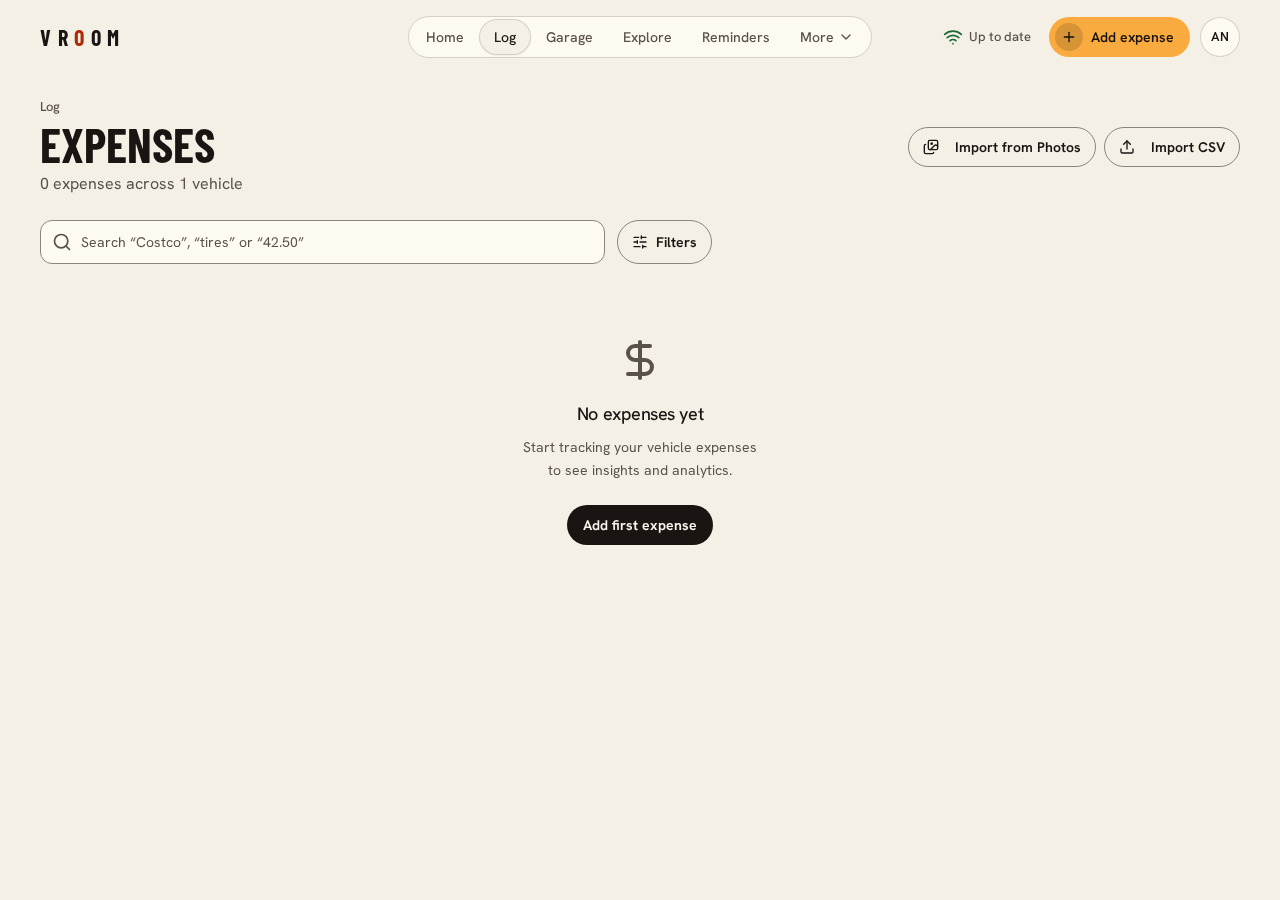 VROOM
Home
Log
Garage
Explore
Reminders
More
Up to date
Add expense
AN
Log
EXPENSES
0 expenses across 1 vehicle
Import from Photos
Import CSV
Search “Costco”, “tires” or “42.50”
Filters
No expenses yet
Start tracking your vehicle expenses
to see insights and analytics.
Add first expense